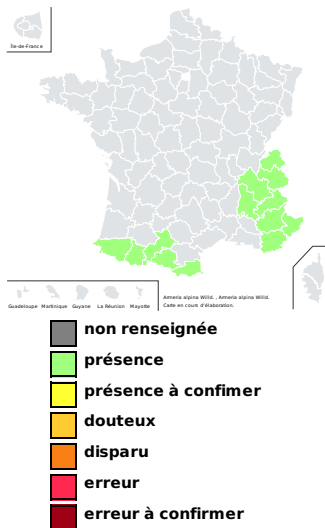 Île-de-France
Guadeloupe Martinique Guyane La Réunion Mayotte
Armeria alpina Willd. , Armeria alpina Willd.
Carte en cours d'élaboration.
non renseignée
présence
présence à confimer
douteux
disparu
erreur
erreur à confirmer